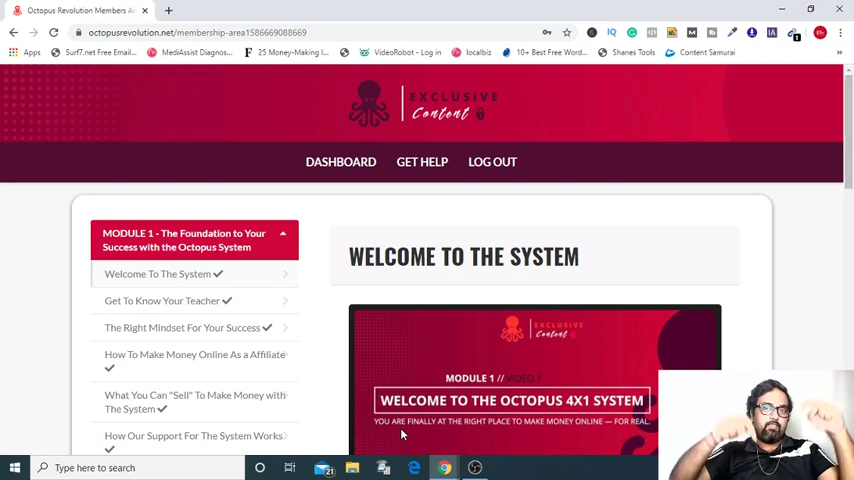 Octopus Revolution Members Ar
octopusrevolution.net/membership-area1586669088669
Apps
Surf7.net Free Email...
MediAssist Diagnos...
25 Money-Making I...
VideoRobot - Log in
localbiz
10+ Best Free Word...
Shanes Tools
Content Samurai
EXCLUSIVE
Content
DASHBOARD
GET HELP
LOG OUT
MODULE 1 - The Foundation to Your
Success with the Octopus System
Welcome To The System
Get To Know Your Teacher
The Right Mindset For Your Success
How To Make Money Online As a Affiliate
What You Can "Sell" To Make Money with
The System
How Our Support For The System Works
WELCOME TO THE SYSTEM
EXCLUSIVE
Content
MODULE 1 // VIDEO 1
WELCOME TO THE OCTOPUS 4X1 SYSTEM
YOU ARE FINALLY AT THE RIGHT PLACE TO MAKE MONEY ONLINE — FOR REAL.
Type here to search
21